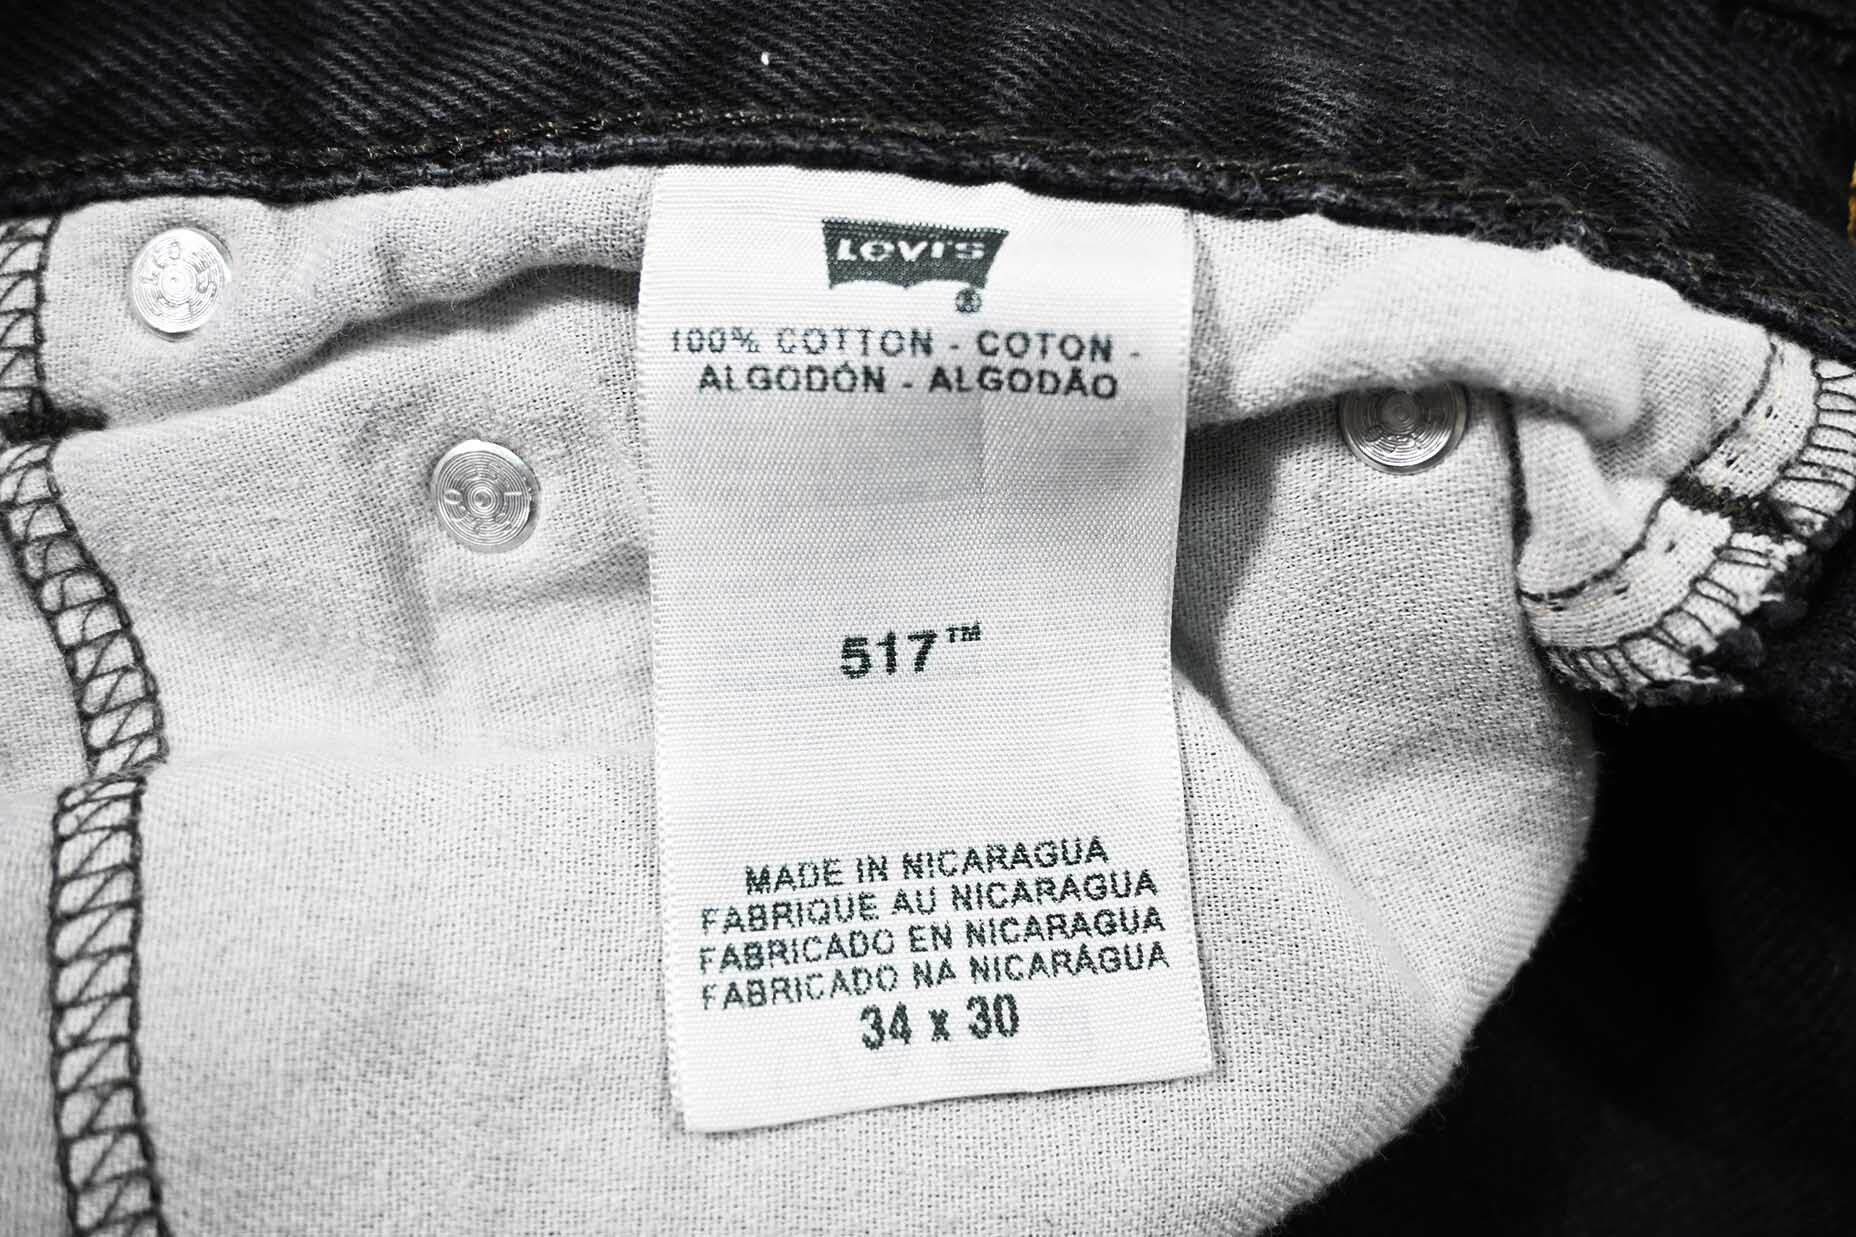 LEVI'S
®
100% COTTON - COTON -
ALGODÓN - ALGODÃO
517™
MADE IN NICARAGUA
FABRIQUE AU NICARAGUA
FABRICADO EN NICARAGUA
FABRICADO NA NICARÁGUA
34 x 30